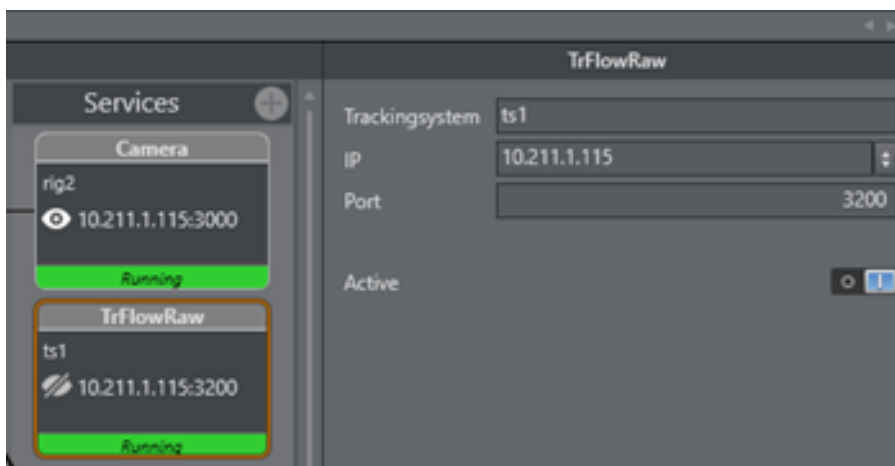 Services
Camera
rig2
10.211.1.115:3000
Running
TrFlowRaw
ts1
10.211.1.115:3200
Running
TrFlowRaw
Trackingsystem ts1
IP 10.211.1.115
Port 3200
Active